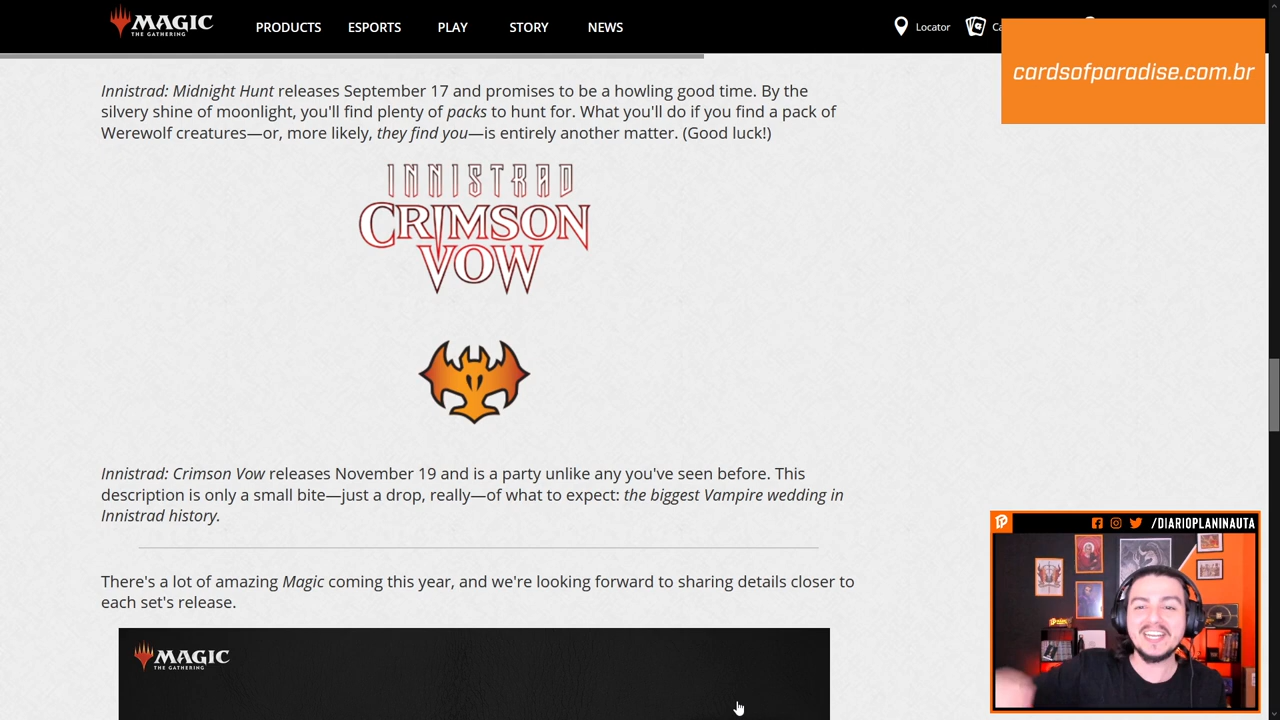 MAGIC
THE GATHERING
PRODUCTS ESPORTS PLAY STORY NEWS
Locator
cardsofparadise.com.br
Innistrad: Midnight Hunt releases September 17 and promises to be a howling good time. By the
silvery shine of moonlight, you'll find plenty of packs to hunt for. What you'll do if you find a pack of
Werewolf creatures—or, more likely, they find you—is entirely another matter. (Good luck!)
INNISTRAD
CRIMSON
VOW
Innistrad: Crimson Vow releases November 19 and is a party unlike any you've seen before. This
description is only a small bite—just a drop, really—of what to expect: the biggest Vampire wedding in
Innistrad history.
There's a lot of amazing Magic coming this year, and we're looking forward to sharing details closer to
each set's release.
MAGIC
THE GATHERING
/DIARIOPLANINAUTA